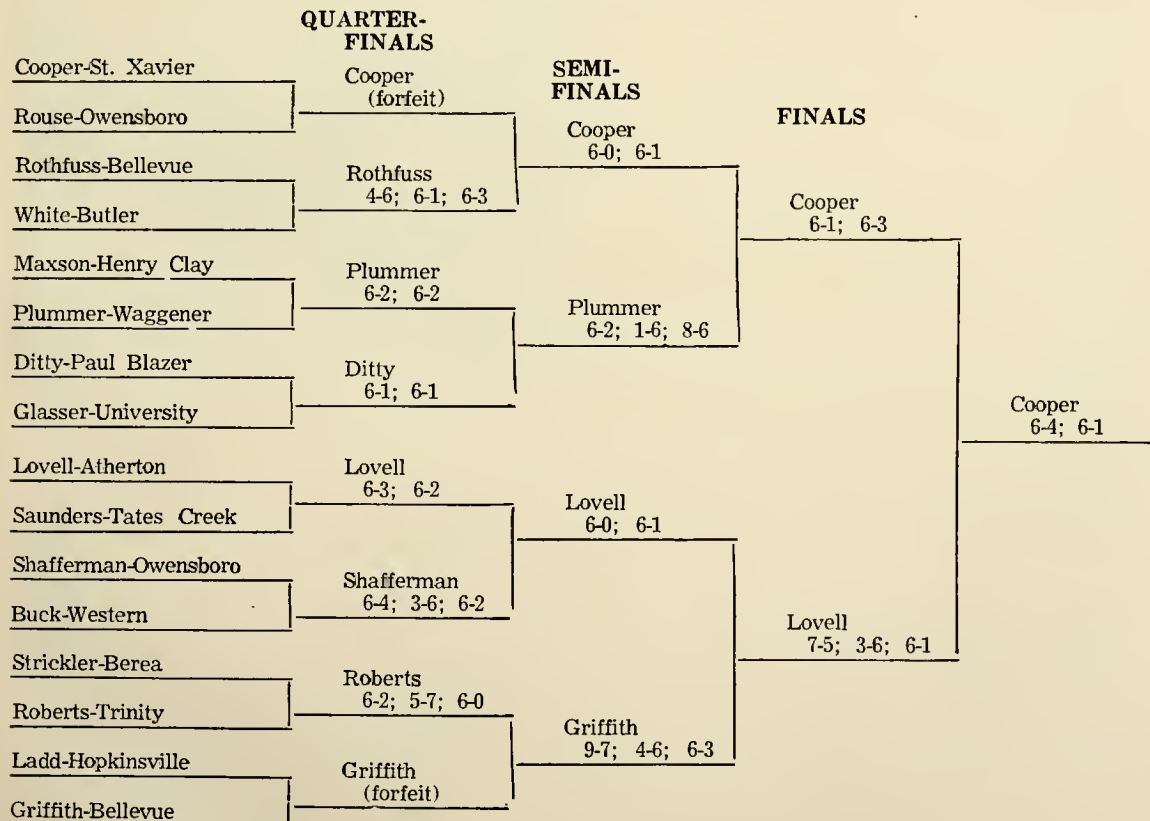 QUARTER-
FINALS
Cooper-St. Xavier
Rouse-Owensboro
Rothfuss-Bellevue
White-Butler
Maxson-Henry Clay
Plummer-Waggener
Ditty-Paul Blazer
Glasser-University
Lovell-Atherton
Saunders-Tates Creek
Shafferman-Owensboro
Buck-Western
Strickler-Berea
Roberts-Trinity
Ladd-Hopkinsville
Griffith-Bellevue
Cooper
(forfeit)
Rothfuss
4-6; 6-1; 6-3
Plummer
6-2; 6-2
Ditty
6-1; 6-1
Lovell
6-3; 6-2
Shafferman
6-4; 3-6; 6-2
Roberts
6-2; 5-7; 6-0
Griffith
(forfeit)
SEMI-
FINALS
Cooper
6-0; 6-1
Plummer
6-2; 1-6; 8-6
Lovell
6-0; 6-1
Griffith
9-7; 4-6; 6-3
FINALS
Cooper
6-1; 6-3
Lovell
7-5; 3-6; 6-1
Cooper
6-4; 6-1